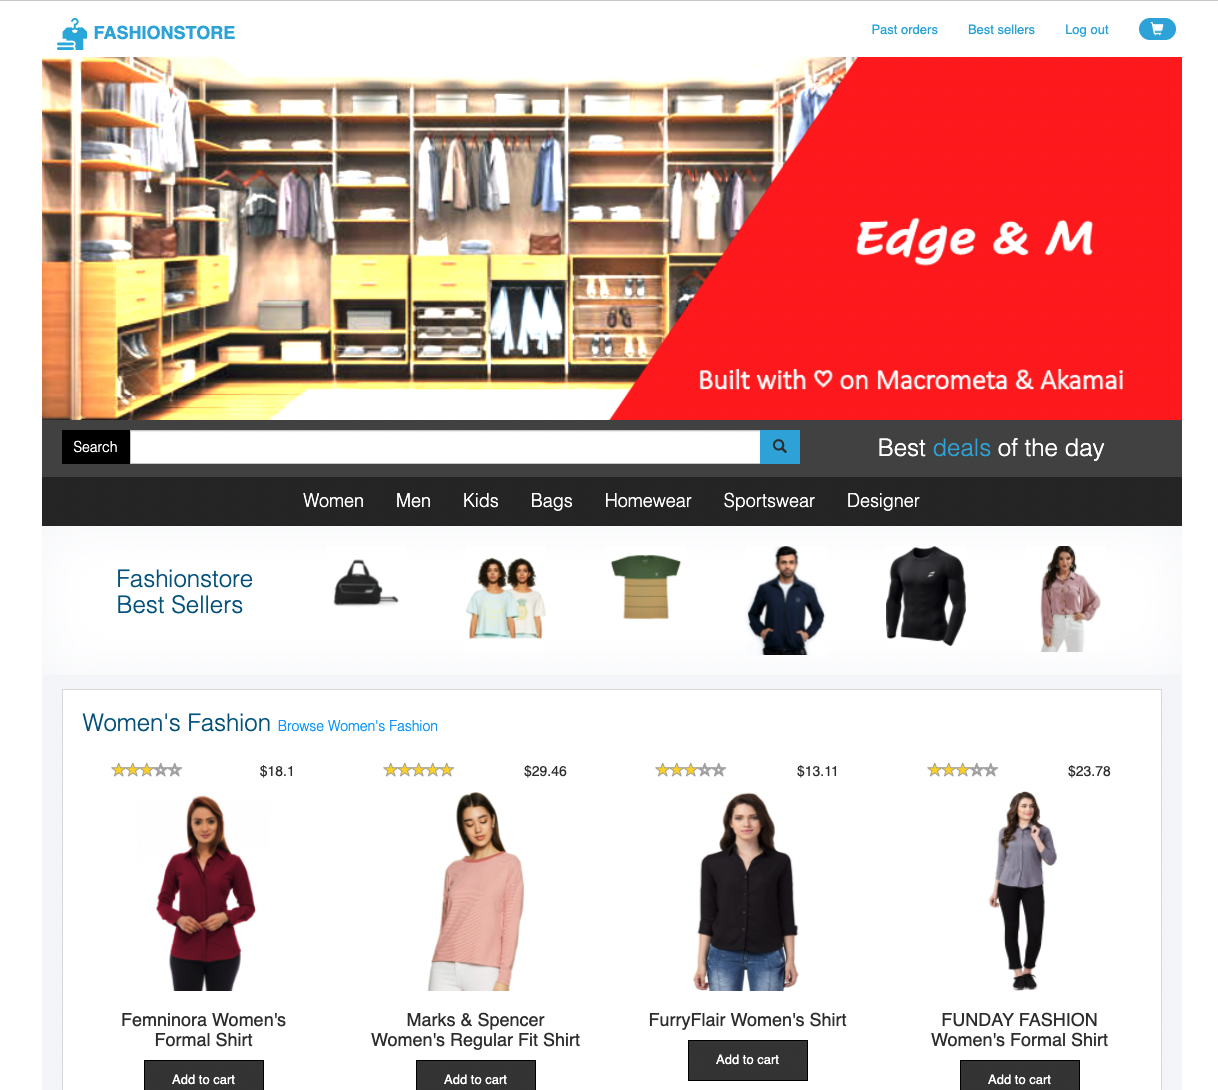 FASHIONSTORE
Past orders
Best sellers
Log out
Edge & M
Built with ♡ on Macrometa & Akamai
Search
Best deals of the day
Women
Men
Kids
Bags
Homewear
Sportswear
Designer
Fashionstore
Best Sellers
Women's Fashion Browse Women's Fashion
$18.1
$29.46
$13.11
$23.78
Femninora Women's
Formal Shirt
Add to cart
Marks & Spencer
Women's Regular Fit Shirt
Add to cart
FurryFlair Women's Shirt
Add to cart
FUNDAY FASHION
Women's Formal Shirt
Add to cart